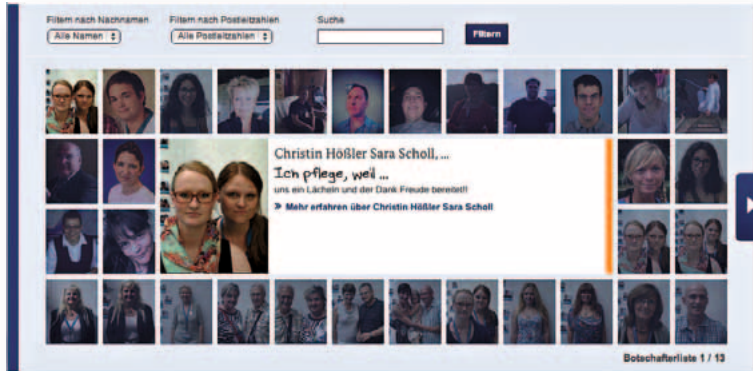 Filtern nach Nachnamen Filtern nach Postleitzahlen Suche
Alle Namen Alle Postleitzahlen Filtern
Christin Hößler Sara Scholl, ...
Ich pflege, weil ...
uns ein Lächeln und der Dank Freude bereitet!!
» Mehr erfahren über Christin Hößler Sara Scholl
Botschafterliste 1 / 13